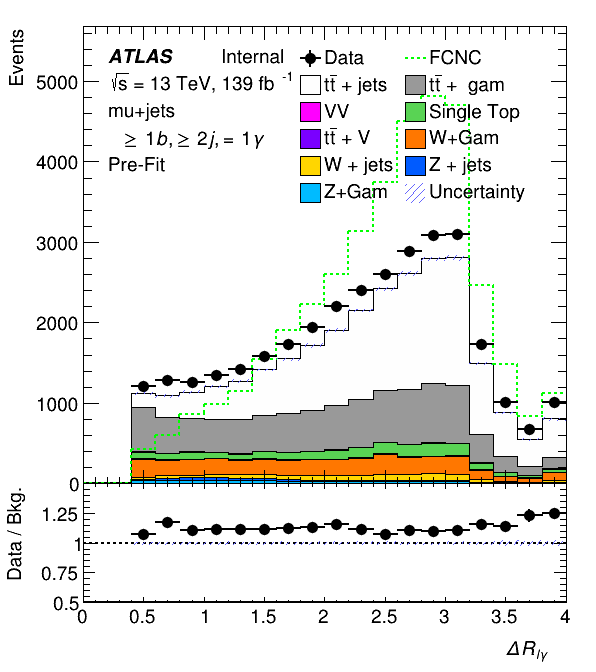 Events
5000
4000
3000
2000
1000
0
ATLAS Internal
√s = 13 TeV, 139 fb -1
mu+jets
≥ 1b, ≥ 2j, = 1γ
Pre-Fit
Data
FCNC
tt̄ + jets
tt̄ + gam
VV
Single Top
tt̄ + V
W+Gam
W + jets
Z + jets
Z+Gam
Uncertainty
Data / Bkg.
1.25
1
0.75
0.5
0 0.5 1 1.5 2 2.5 3 3.5 4
ΔR lγ